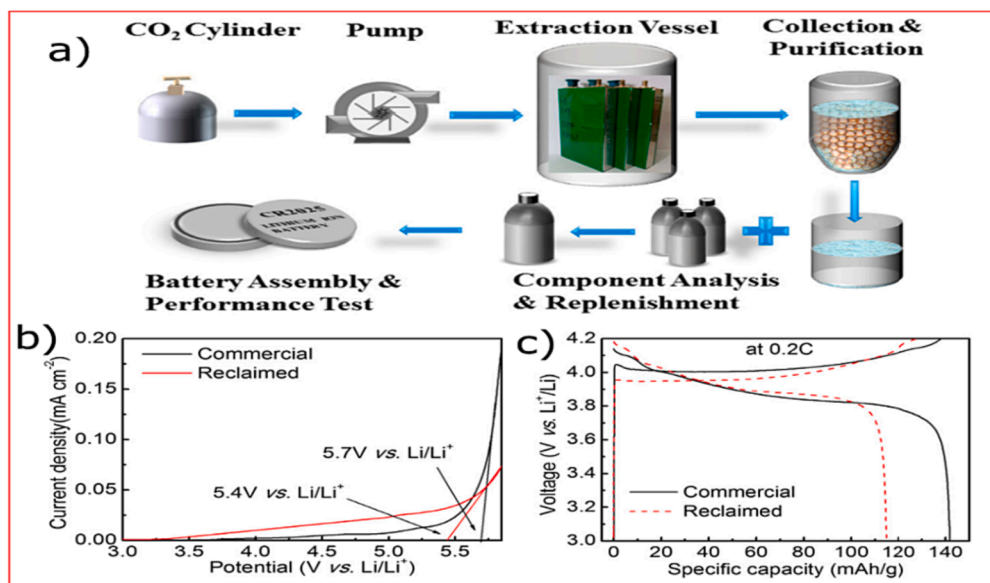 a)
CO₂ Cylinder
Pump
Extraction Vessel
Collection &
Purification
CR2025
LITHIUM ION
BATTERY
Battery Assembly &
Performance Test
Component Analysis
& Replenishment
b)
Commercial
Reclaimed
5.7V vs. Li/Li⁺
5.4V vs. Li/Li⁺
Current density(mA cm⁻²)
0.20
0.15
0.10
0.05
0.00
3.0 3.5 4.0 4.5 5.0 5.5
Potential (V vs. Li/Li⁺)
c)
at 0.2C
Commercial
Reclaimed
Voltage (V vs. Li⁺/Li)
4.2
4.0
3.8
3.6
3.4
3.2
3.0
0 20 40 60 80 100 120 140
Specific capacity (mAh/g)